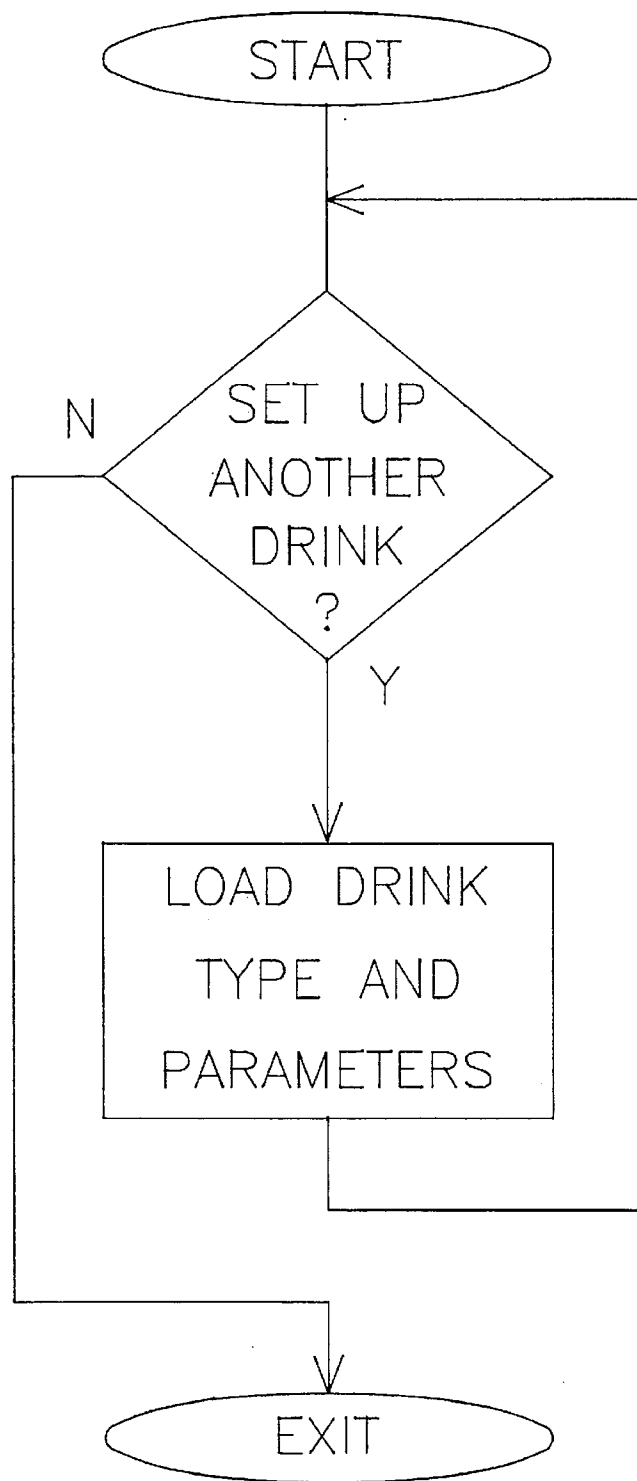 START
N
SET UP
ANOTHER
DRINK
?
Y
LOAD DRINK
TYPE AND
PARAMETERS
EXIT